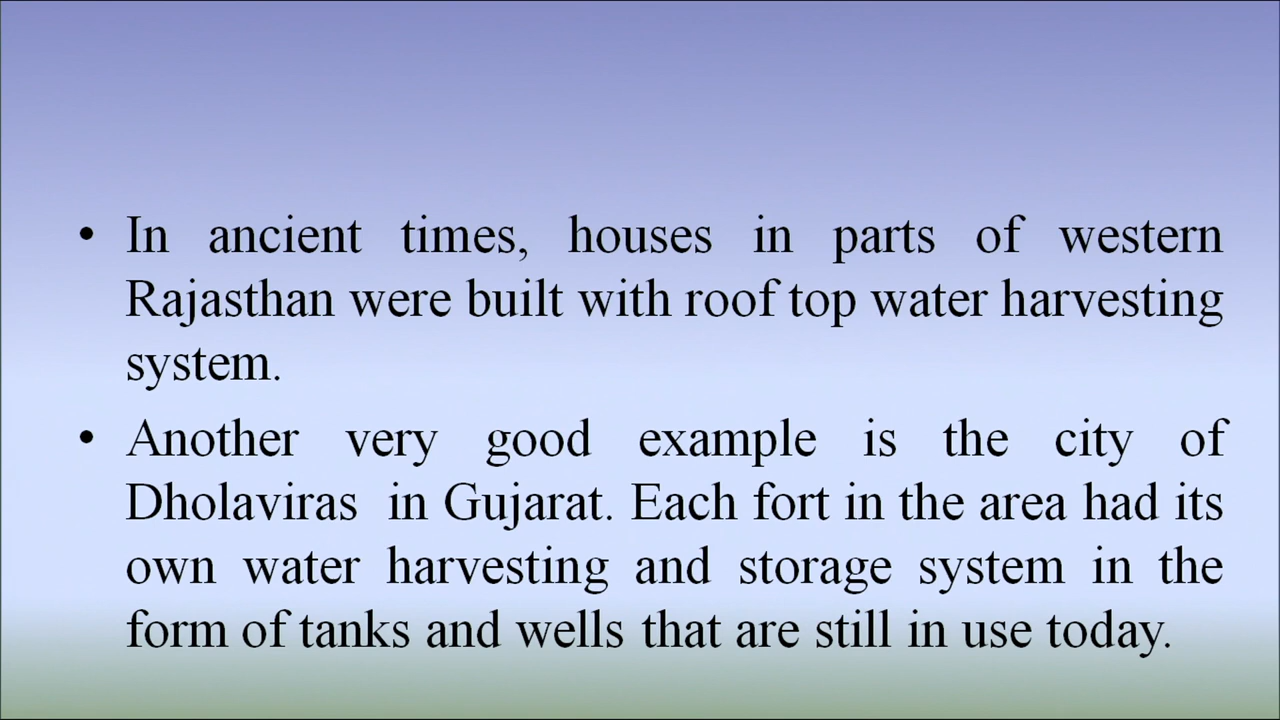 • In ancient times, houses in parts of western
Rajasthan were built with roof top water harvesting
system.
• Another very good example is the city of
Dholaviras in Gujarat. Each fort in the area had its
own water harvesting and storage system in the
form of tanks and wells that are still in use today.